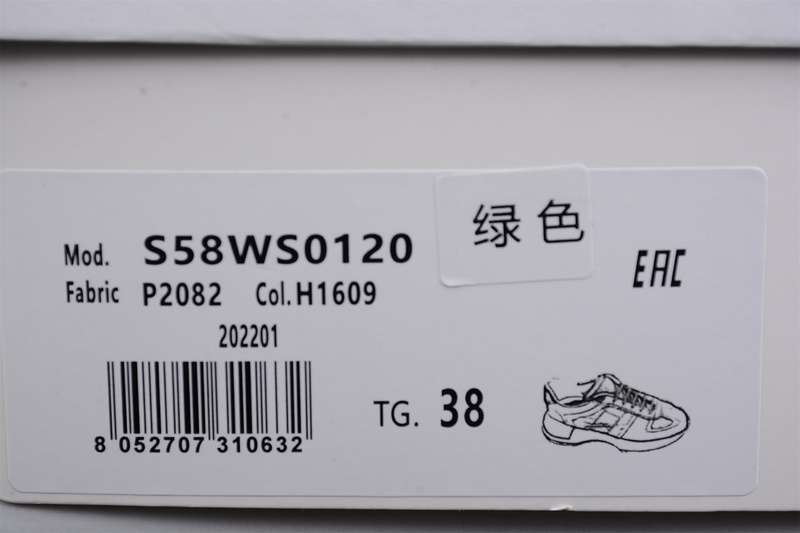 Mod. S58WS0120
绿色
EAC
Fabric P2082 Col. H1609
202201
8 052707 310632
TG. 38